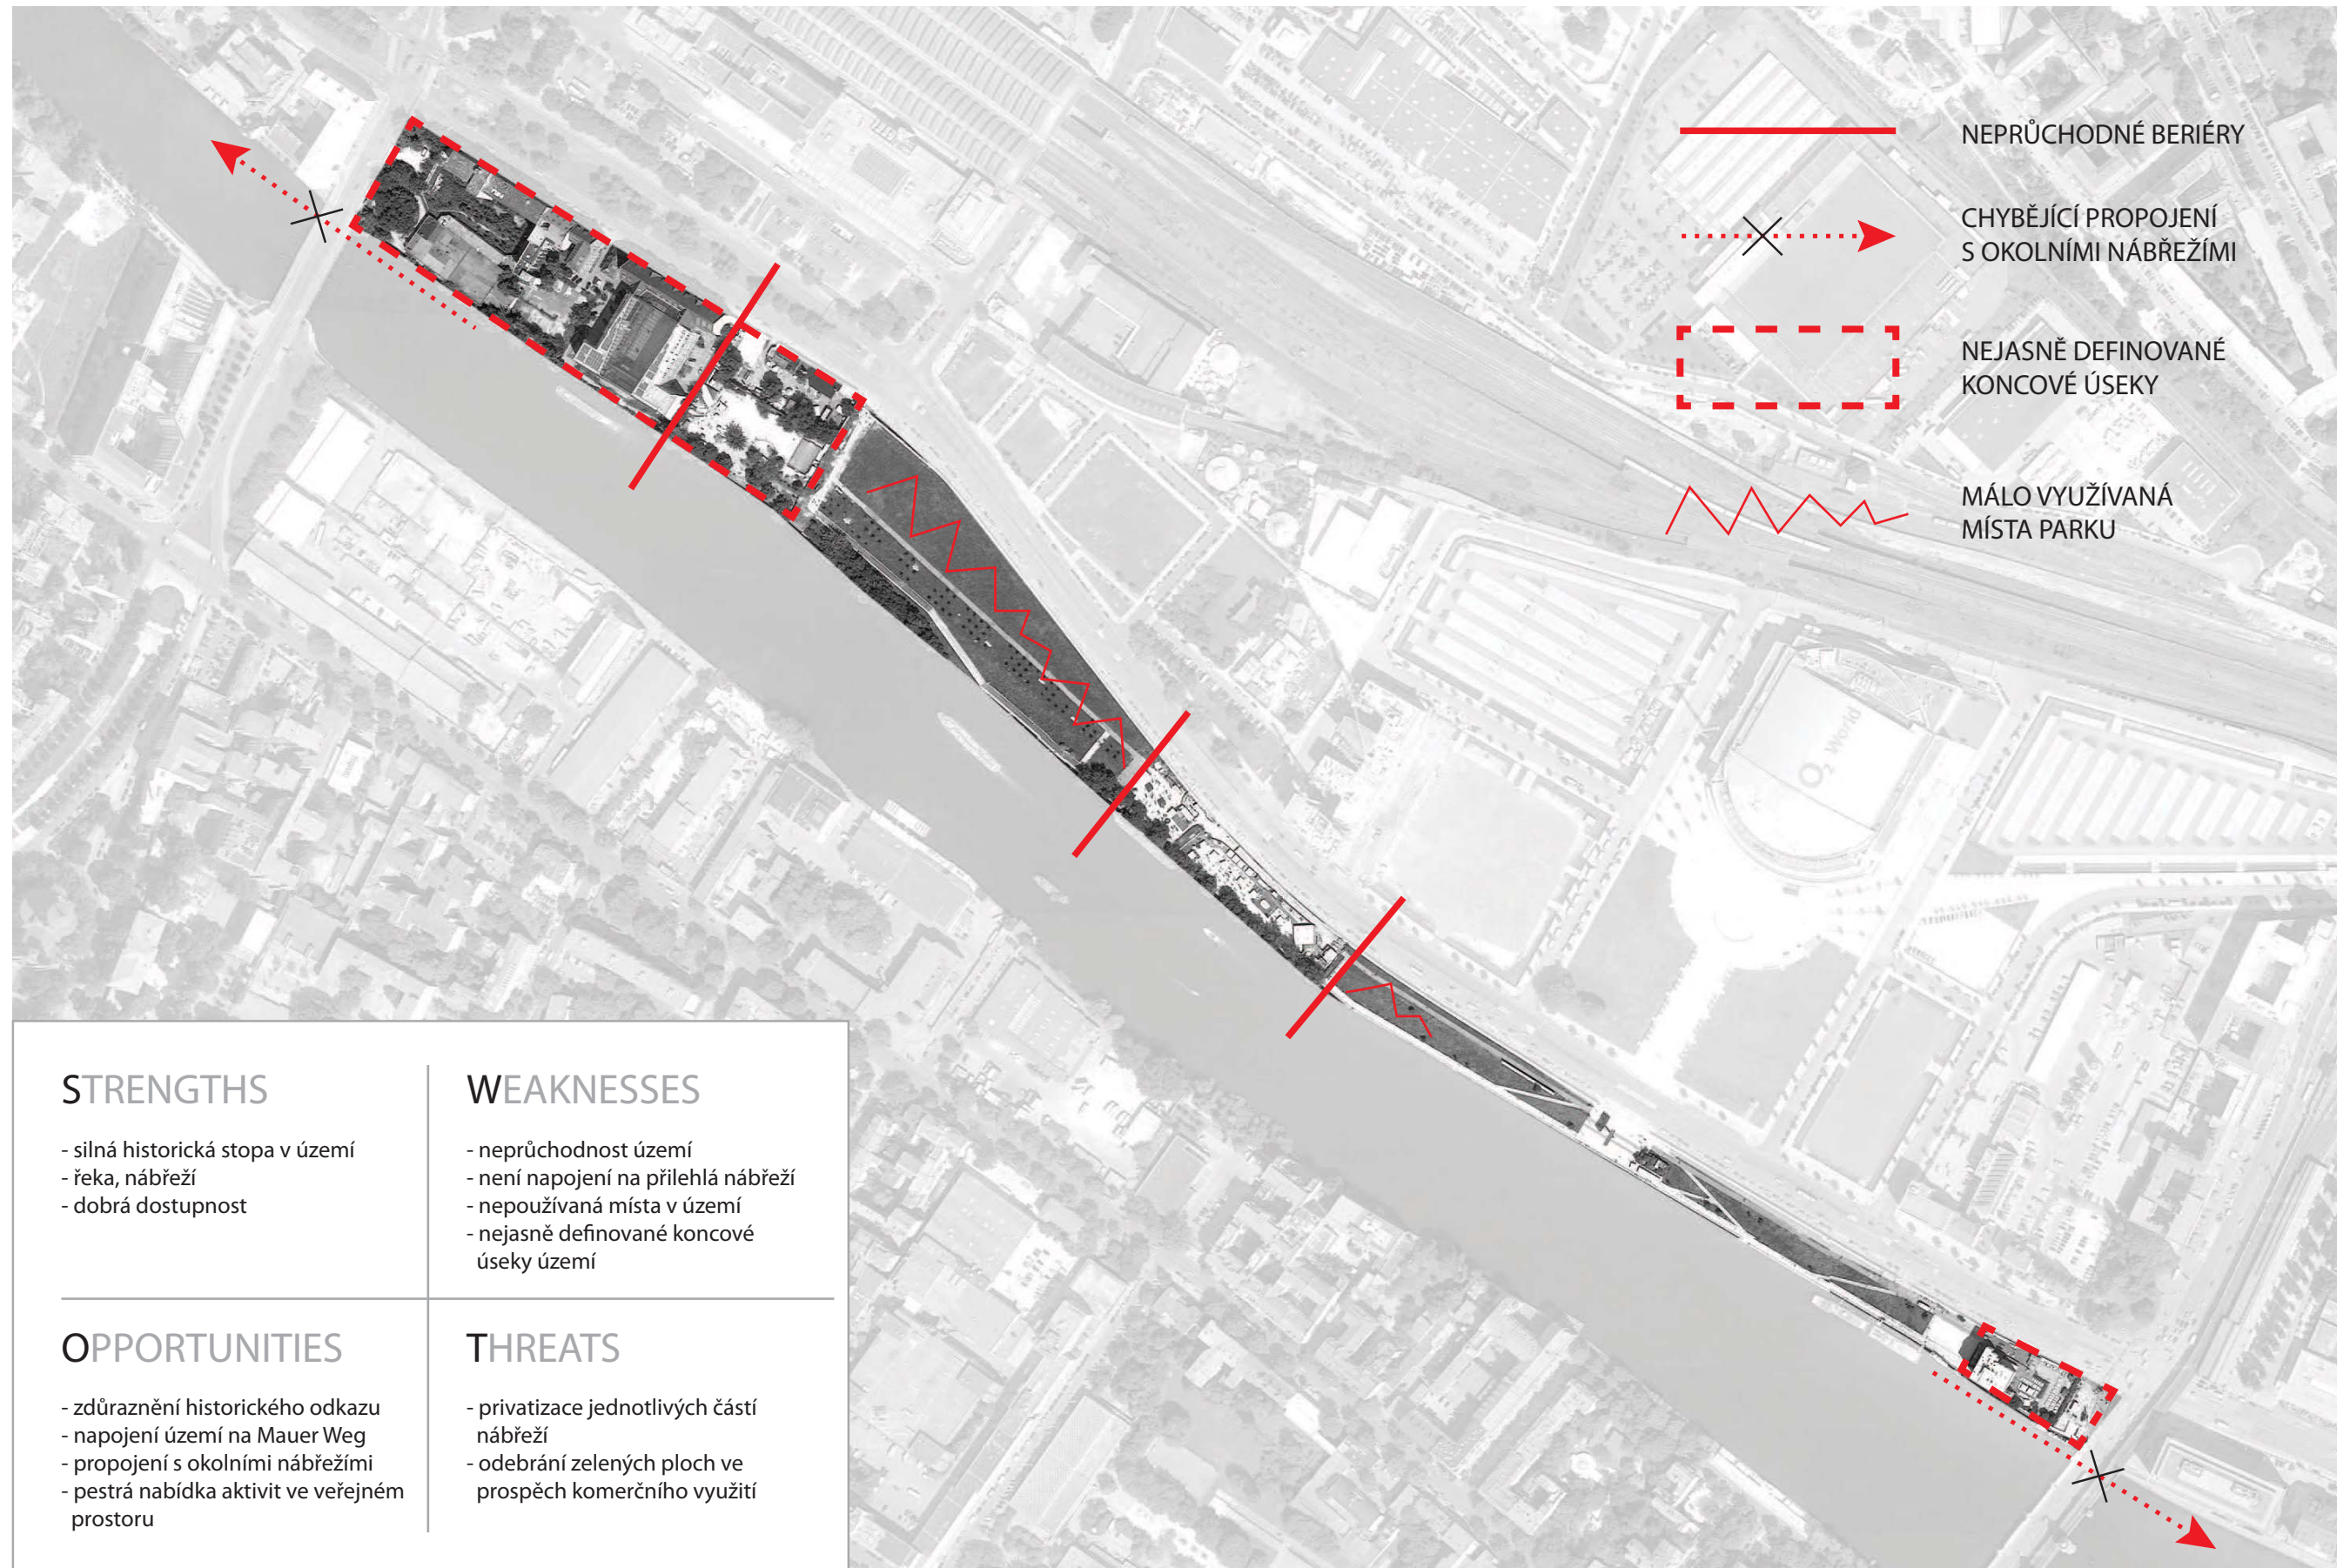 NEPRŮCHODNÉ BERIÉRY
CHYBĚJÍCÍ PROPOJENÍ
S OKOLNÍMI NÁBŘEŽÍMI
NEJASNĚ DEFINOVANÉ
KONCOVÉ ÚSEKY
MÁLO VYUŽÍVANÁ
MÍSTA PARKU
O2 World
STRENGTHS
- silná historická stopa v území
- řeka, nábřeží
- dobrá dostupnost
WEAKNESSES
- neprůchodnost území
- není napojení na přilehlá nábřeží
- nepoužívaná místa v území
- nejasně definované koncové
úseky území
OPPORTUNITIES
- zdůraznění historického odkazu
- napojení území na Mauer Weg
- propojení s okolními nábřežími
- pestrá nabídka aktivit ve veřejném
prostoru
THREATS
- privatizace jednotlivých částí
nábřeží
- odebrání zelených ploch ve
prospěch komerčního využití